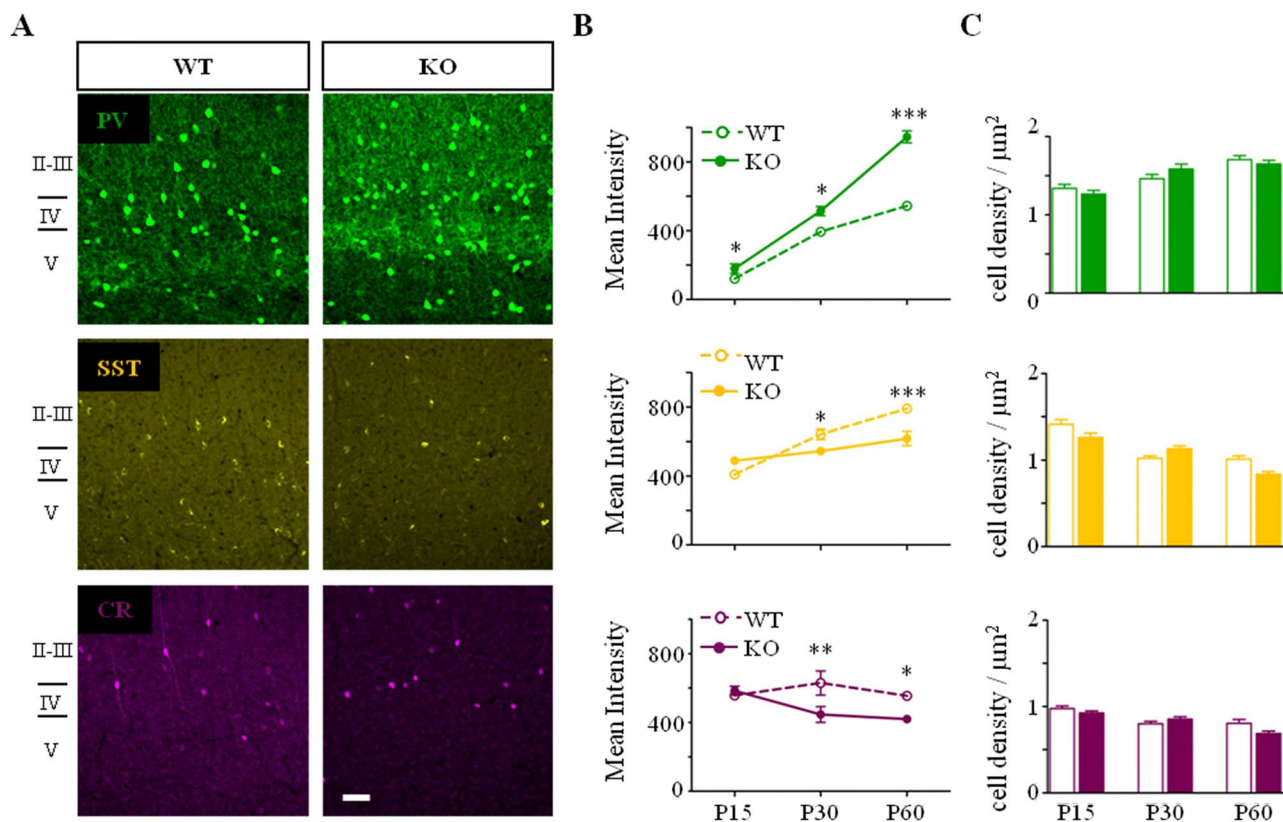 A
B
C
WT
KO
PV
II-III
IV
V
Mean Intensity
800
400
0
WT
KO
*
*
***
cell density / µm²
2
1
0
SST
II-III
IV
V
Mean Intensity
800
400
0
WT
KO
*
***
cell density / µm²
2
1
0
CR
II-III
IV
V
Mean Intensity
800
400
0
WT
KO
**
*
P15
P30
P60
cell density / µm²
2
1
0
P15
P30
P60